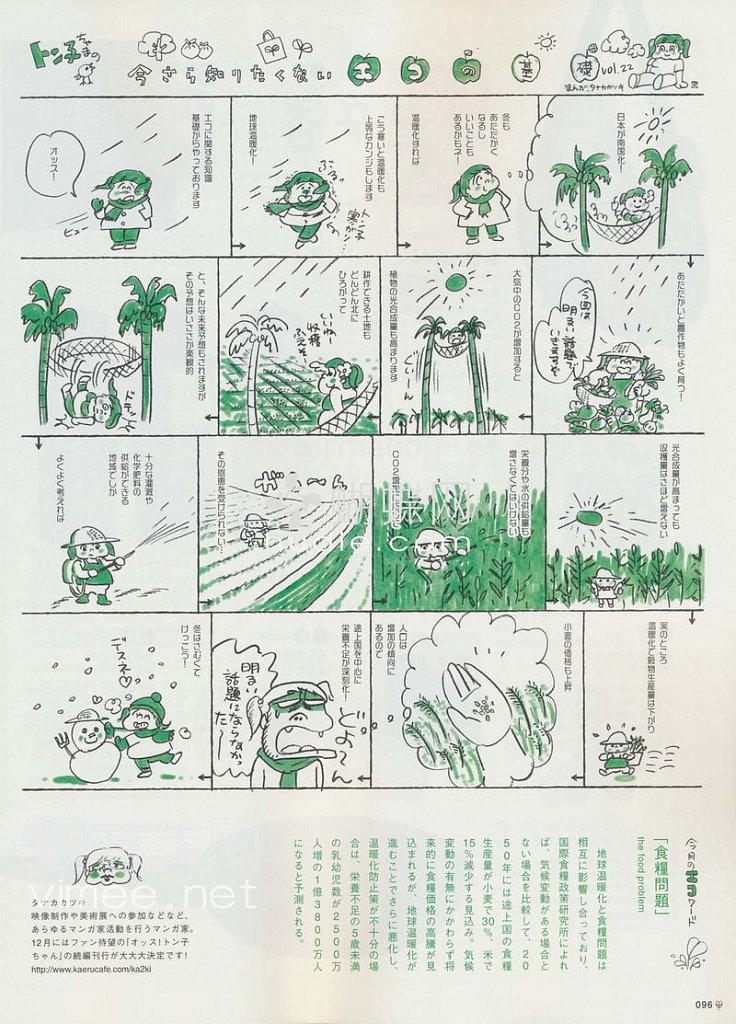 トン子ちゃまの
今さら知りたくない エコの基礎 vol.22
まんが:タナカカツキ
エコに関する知識
基礎からやっております
オッス!
ヒュー
こう寒いと温暖化も
上等なカンジもします
地球温暖化!
トン子
寒がり…
冬も
あたたかく
なるし
いいことも
あるかもネ!
温暖化すれば
日本が南国化!
あたたかいと農作物もよく育つ!
今回は
明るい話題で
いきますや
大気中のCO2が増加すると
植物の光合成量も高まります
ぐいーん
耕作できる土地も
どんどん北に
ひろがって
いいね
収穫
ふえそー
と、そんな未来予想もされますが
その予想はいささか楽観的
ドキッ
光合成量が高まっても
収穫量はさほど増えない
栄養分や水の供給量も
増さなくてはいけない
CO2増加に
その恩恵を受けられない…
ざざーん
十分な灌漑や
化学肥料の
供給ができる
地域でしか
よくよく考えれば
実のところ
温暖化で穀物生産量は下がり
小麦の価格も上昇
人口は
増加の傾向に
あるので
途上国を中心に
栄養不足が深刻化!
どよーん
明るい
話題にならなかった〜
冬はさむくて
けっこう!
デスネ♡
今月のエコワード
「食糧問題」
the food problem
地球温暖化と食糧問題は
相互に影響し合っており、
国際食糧政策研究所によれ
ば、気候変動がある場合と
ない場合を比較して、20
50年には途上国の食糧
生産量が小麦で30%、米で
15%減少する見込み。気候
変動の有無にかかわらず将
来的に食糧価格の高騰が見
込まれるが、地球温暖化が
進むことでさらに悪化し、
温暖化防止策が不十分の場
合は、栄養不足の5歳未満
の乳幼児数が2500万
人増の1億3800万人
になると予測される。
タナカカツキ
映像制作や美術展への参加などなど、
あらゆるマンガ家活動を行うマンガ家。
12月にはファン待望の「オッス!トン子
ちゃん」の続編刊行が大大大決定です!
http://www.kaerucafe.com/ka2ki
vimee.net
096